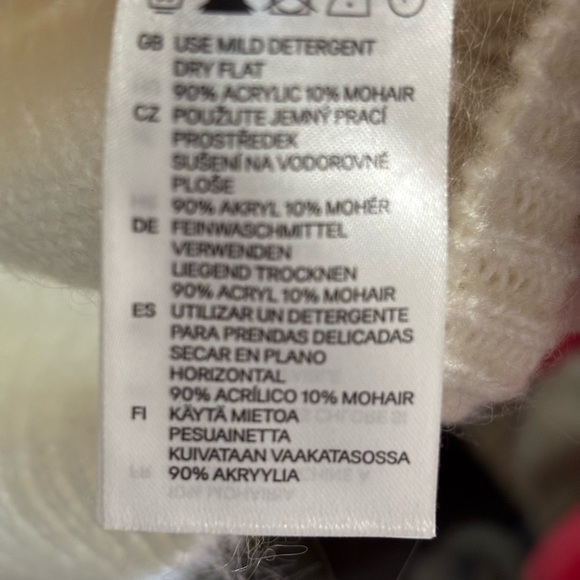 GB USE MILD DETERGENT
DRY FLAT
90% ACRYLIC 10% MOHAIR
CZ POUŽIJTE JEMNÝ PRACÍ
PROSTŘEDEK
SUŠENÍ NA VODOROVNÉ
PLOŠE
90% AKRYL 10% MOHÉR
DE FEINWASCHMITTEL
VERWENDEN
LIEGEND TROCKNEN
90% ACRYL 10% MOHAIR
ES UTILIZAR UN DETERGENTE
PARA PRENDAS DELICADAS
SECAR EN PLANO
HORIZONTAL
90% ACRÍLICO 10% MOHAIR
FI KÄYTÄ MIETOA
PESUAINETTA
KUIVATAAN VAAKATASOSSA
90% AKRYYLIA